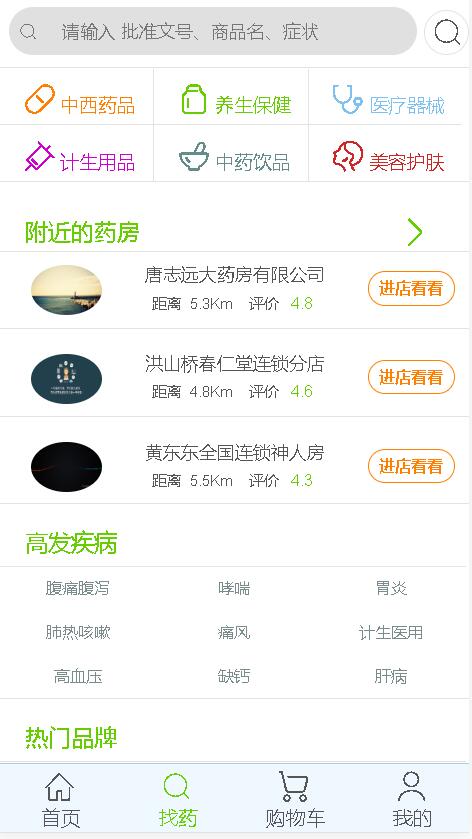 请输入 批准文号、商品名、症状
中西药品 养生保健 医疗器械
计生用品 中药饮品 美容护肤
附近的药房
唐志远大药房有限公司
距离 5.3Km 评价 4.8
进店看看
洪山桥春仁堂连锁分店
距离 4.8Km 评价 4.6
进店看看
黄东东全国连锁神人房
距离 5.5Km 评价 4.3
进店看看
高发疾病
腹痛腹泻 哮喘 胃炎
肺热咳嗽 痛风 计生医用
高血压 缺钙 肝病
热门品牌
首页 找药 购物车 我的